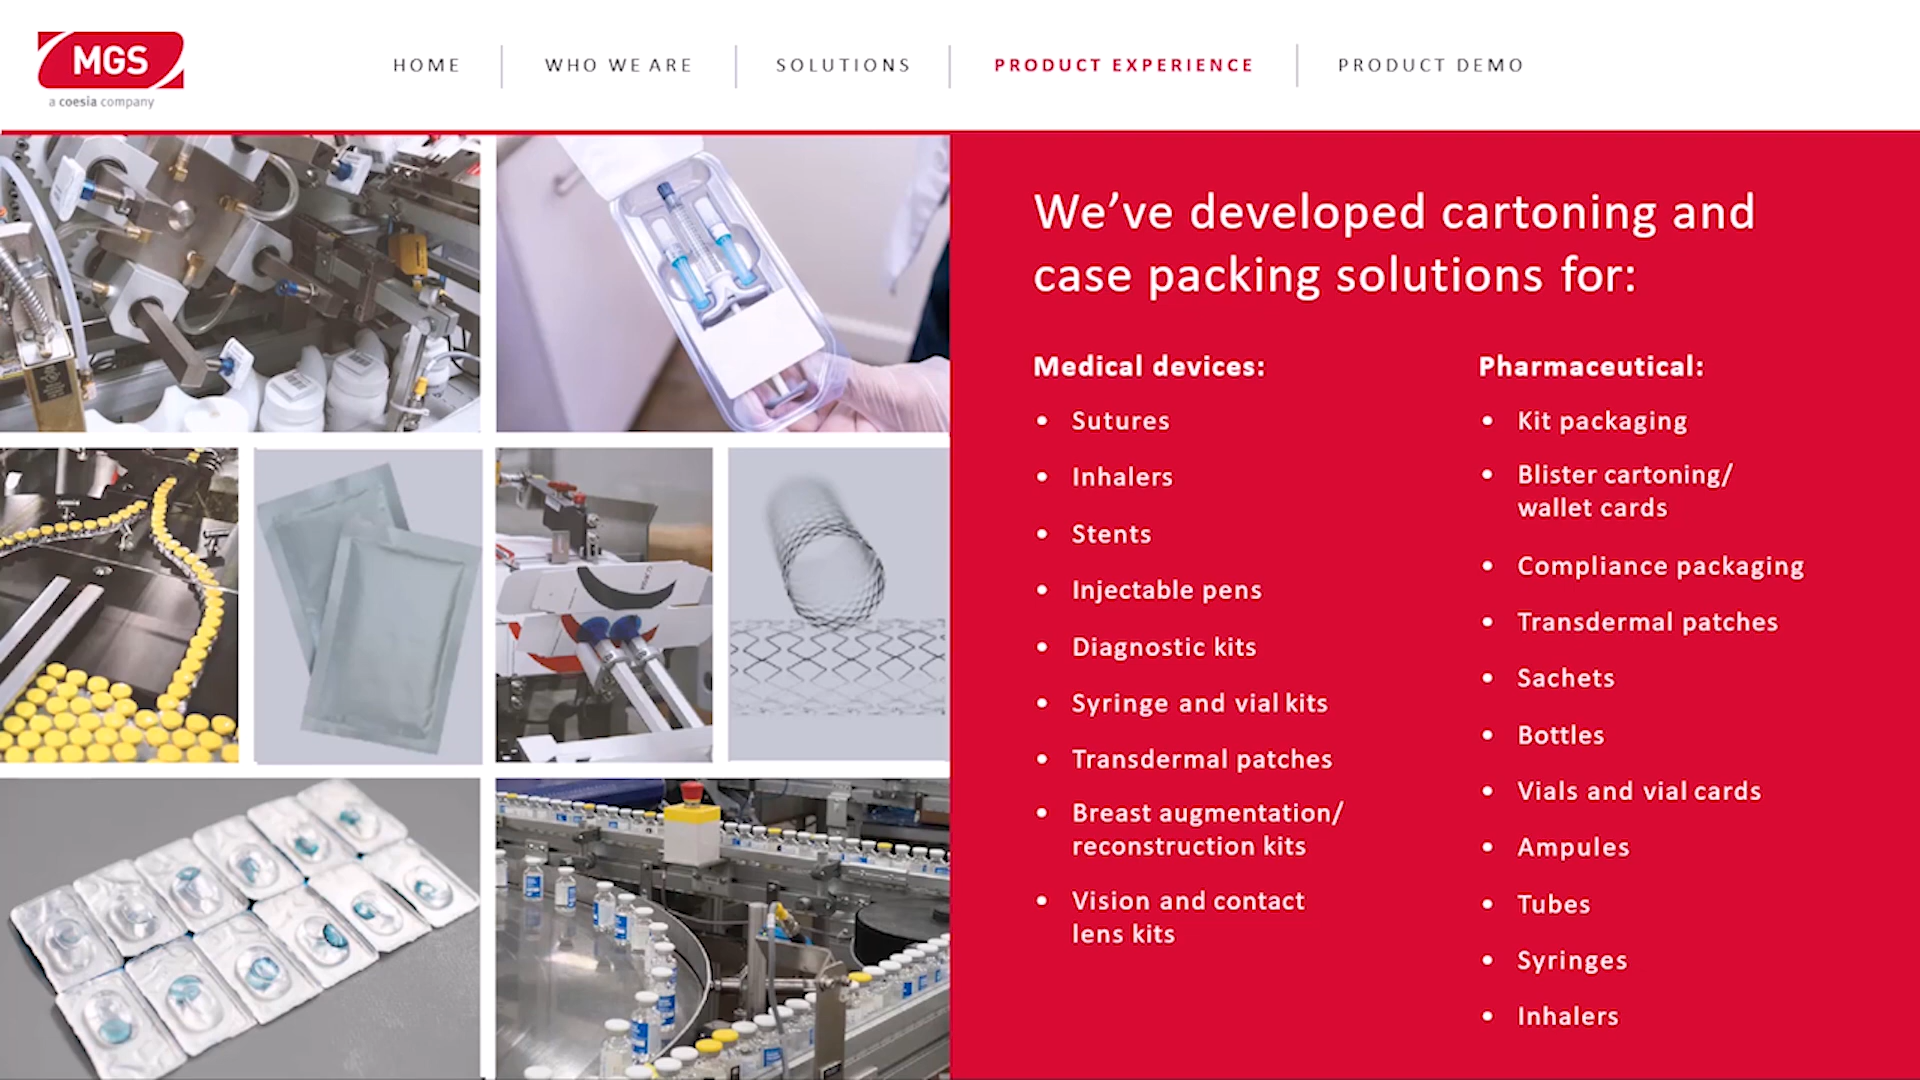 MGS
a coesia company
HOME
WHO WE ARE
SOLUTIONS
PRODUCT EXPERIENCE
PRODUCT DEMO
We’ve developed cartoning and
case packing solutions for:
Medical devices:
• Sutures
• Inhalers
• Stents
• Injectable pens
• Diagnostic kits
• Syringe and vial kits
• Transdermal patches
• Breast augmentation/
reconstruction kits
• Vision and contact
lens kits
Pharmaceutical:
• Kit packaging
• Blister cartoning/
wallet cards
• Compliance packaging
• Transdermal patches
• Sachets
• Bottles
• Vials and vial cards
• Ampules
• Tubes
• Syringes
• Inhalers